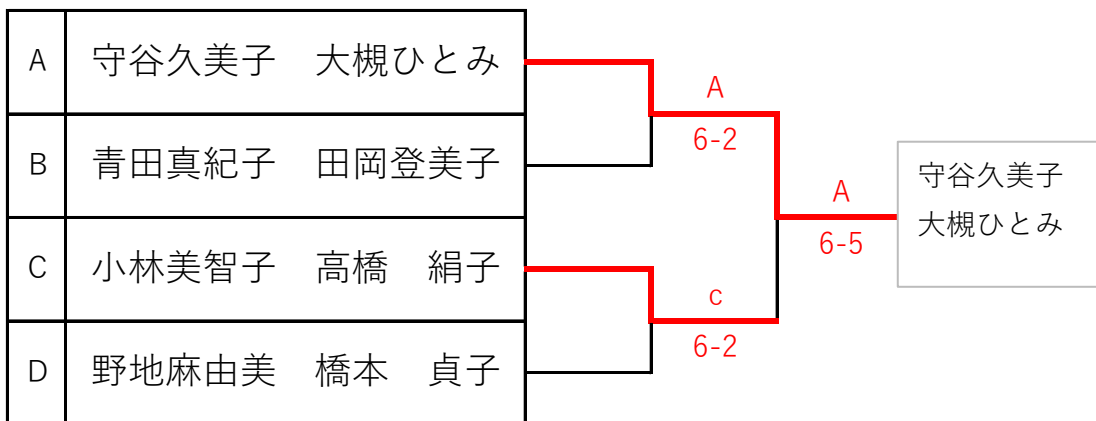 A 守谷久美子 大槻ひとみ
B 青田真紀子 田岡登美子
C 小林美智子 高橋 絹子
D 野地麻由美 橋本 貞子
A
6-2
c
6-2
A
6-5
守谷久美子
大槻ひとみ